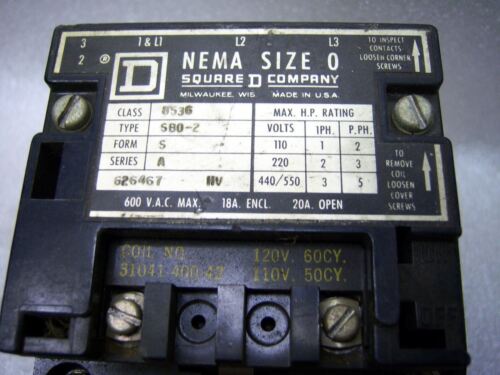 3 1 & L1 L2 L3
2 ® D NEMA SIZE 0
SQUARE D COMPANY
MILWAUKEE, WIS. MADE IN U.S.A.
TO INSPECT
CONTACTS
LOOSEN CORNER
SCREWS
CLASS 8536
TYPE SBO-2
FORM S
SERIES A
626467 HV
MAX. H.P. RATING
VOLTS 1PH. P.PH.
110 1 2
220 2 3
440/550 3 5
TO
REMOVE
COIL
LOOSEN
COVER
SCREWS
600 V.A.C. MAX. 18A. ENCL. 20A. OPEN
COIL NO 120V. 60CY.
31041 400 42 110V. 50CY.
OFF